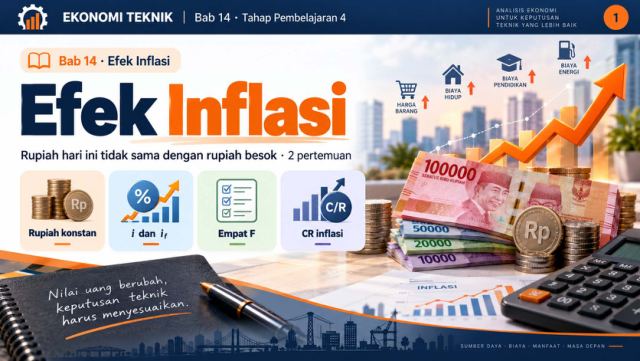 EKONOMI TEKNIK | Bab 14 • Tahap Pembelajaran 4
ANALISIS EKONOMI
UNTUK KEPUTUSAN
TEKNIK YANG LEBIH BAIK
1
Bab 14 · Efek Inflasi
Efek Inflasi
Rupiah hari ini tidak sama dengan rupiah besok · 2 pertemuan
HARGA
BARANG
BIAYA
HIDUP
BIAYA
PENDIDIKAN
BIAYA
ENERGI
Rp
Rupiah konstan
%
i dan if
Empat F
C/R
CR inflasi
100000
50000
20000
10000
Rp
INFLASI
Nilai uang berubah,
keputusan teknik
harus menyesuaikan.
SUMBER DAYA · BIAYA · MANFAAT · MASA DEPAN